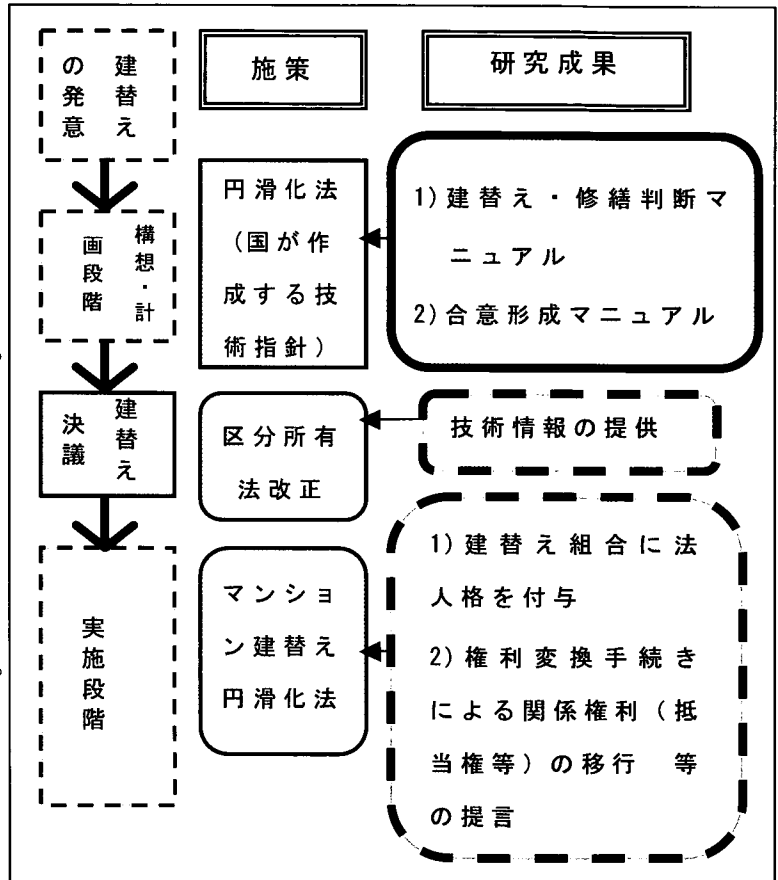 建替え
の発意
施策
研究成果
構想・計
画段階
円滑化法
(国が作
成する技
術指針)
1)建替え・修繕判断マ
ニュアル
2)合意形成マニュアル
建替え
決議
区分所有
法改正
技術情報の提供
実施段階
マンショ
ン建替え
円滑化法
1)建替え組合に法
人格を付与
2)権利変換手続き
による関係権利(抵
当権等)の移行 等
の提言